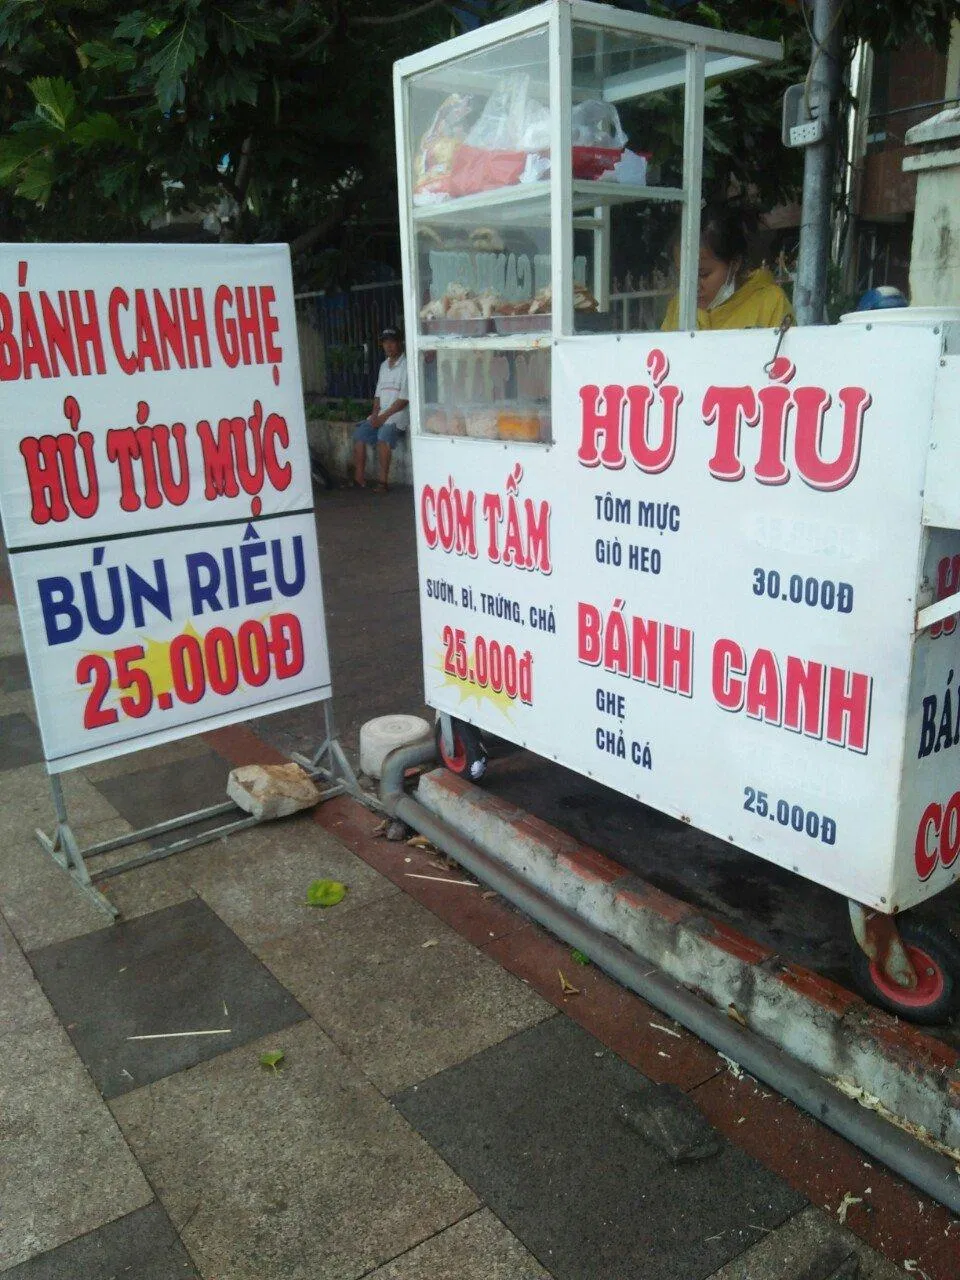 BÁNH CANH GHẸ
HỦ TÍU MỰC
BÚN RIÊU
25.000Đ
CƠM TẤM
SƯỜN, BÌ, TRỨNG, CHẢ
25.000đ
HỦ TÍU
TÔM MỰC
GIÒ HEO
30.000Đ
BÁNH CANH
GHẸ
CHẢ CÁ
25.000Đ